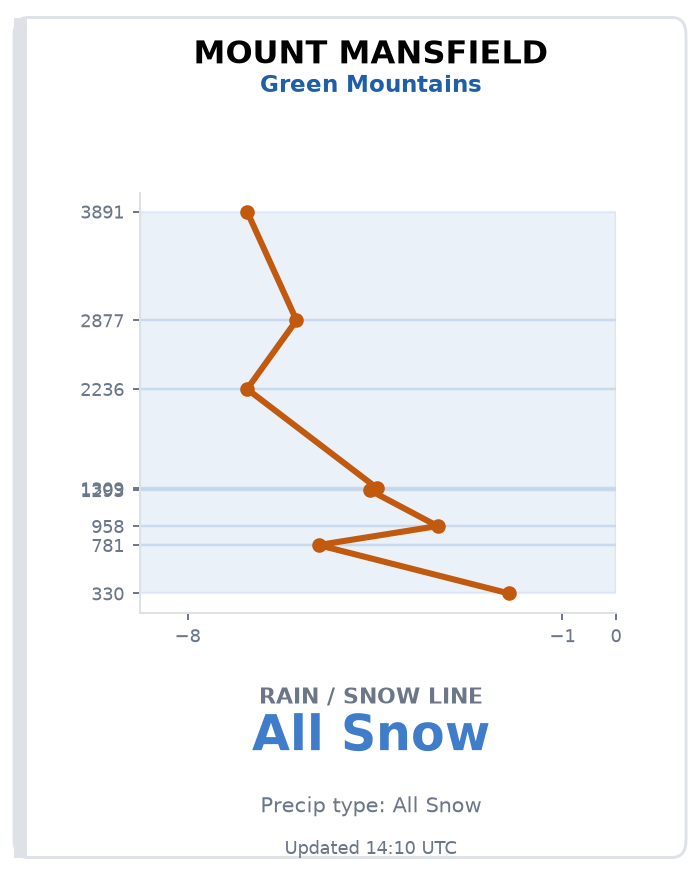 MOUNT MANSFIELD
Green Mountains
3891
2877
2236
958
781
330
−8 −1 0
RAIN / SNOW LINE
All Snow
Precip type: All Snow
Updated 14:10 UTC